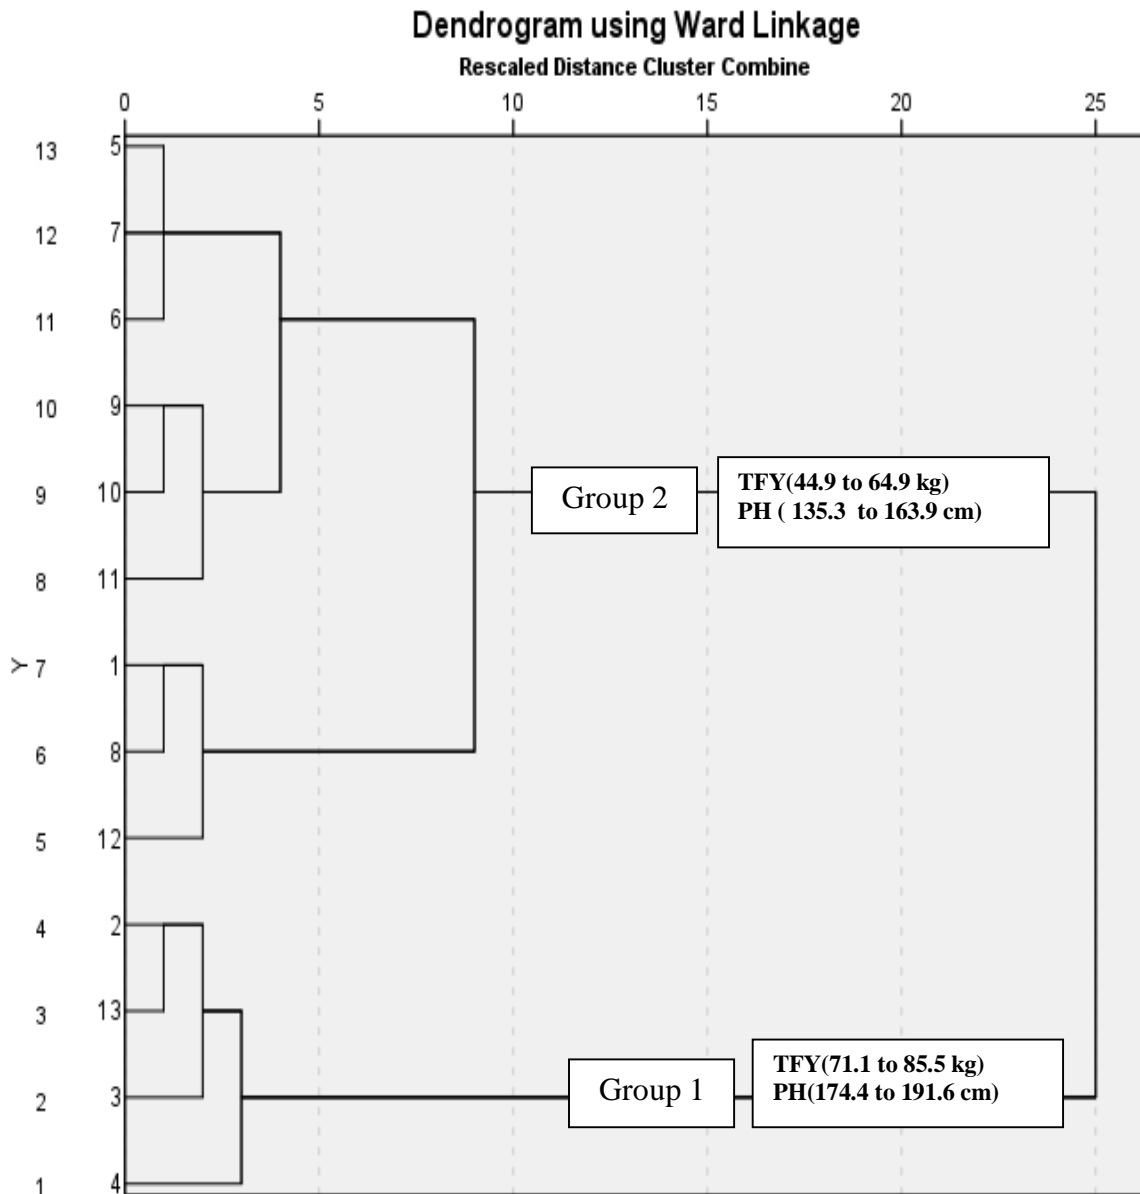 Dendrogram using Ward Linkage
Rescaled Distance Cluster Combine
0 5 10 15 20 25
13 5
12 7
11 6
10 9
9 10
8 11
Y 7 1
6 8
5 12
4 2
3 13
2 3
1 4
Group 2
TFY(44.9 to 64.9 kg)
PH ( 135.3 to 163.9 cm)
Group 1
TFY(71.1 to 85.5 kg)
PH(174.4 to 191.6 cm)